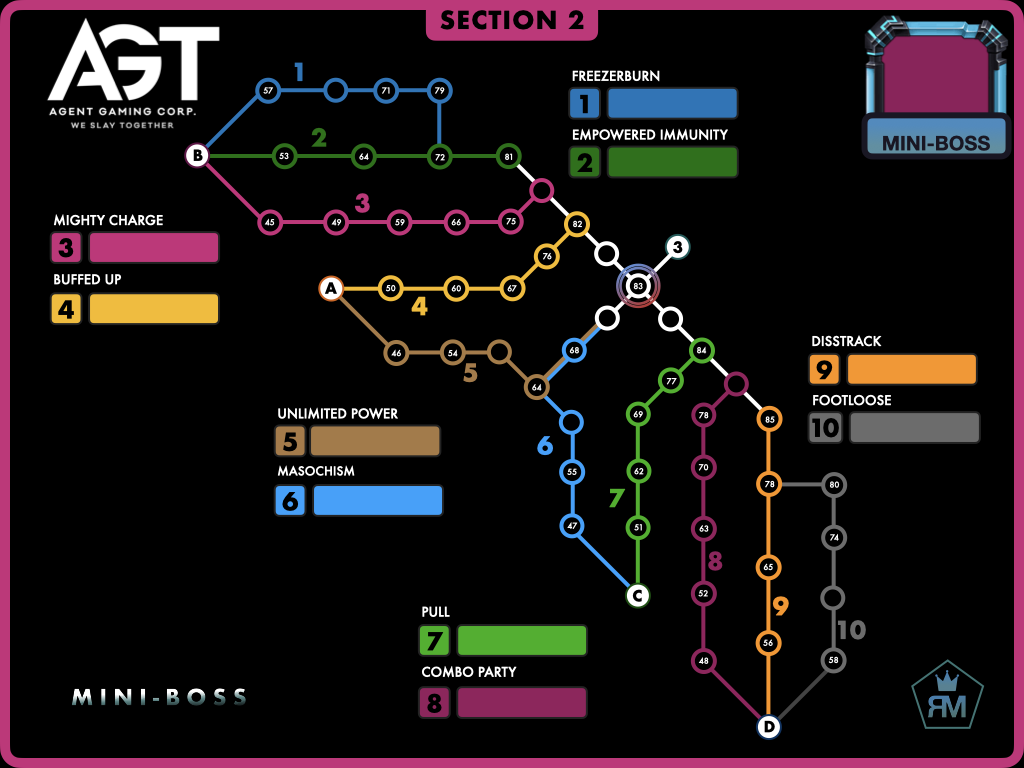 SECTION 2
AGT
AGENT GAMING CORP.
WE SLAY TOGETHER
MINI-BOSS
FREEZERBURN
1
EMPOWERED IMMUNITY
2
MIGHTY CHARGE
3
BUFFED UP
4
DISSTRACK
9
FOOTLOOSE
10
UNLIMITED POWER
5
MASOCHISM
6
PULL
7
COMBO PARTY
8
1
57
71
79
B
2
53
64
72
81
3
45
49
59
66
75
82
76
3
83
A
50
60
67
4
46
54
5
64
68
84
77
85
6
55
47
69
62
7
51
C
78
70
63
8
52
48
78
80
74
65
9
56
10
58
D
MINI-BOSS
RM